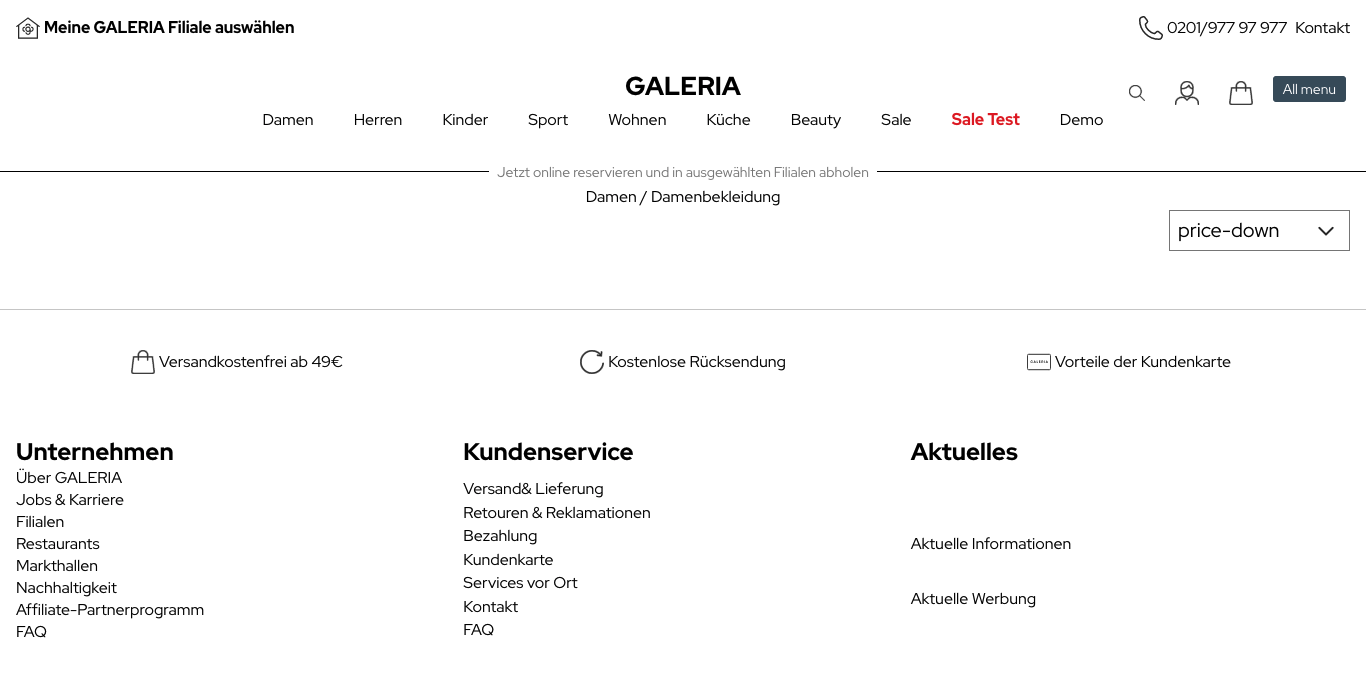 Meine GALERIA Filiale auswählen
0201/977 97 977 Kontakt
GALERIA
All menu
Damen Herren Kinder Sport Wohnen Küche Beauty Sale Sale Test Demo
Jetzt online reservieren und in ausgewählten Filialen abholen
Damen / Damenbekleidung
price-down
Versandkostenfrei ab 49€
Kostenlose Rücksendung
GALERIA
Vorteile der Kundenkarte
Unternehmen
Über GALERIA
Jobs & Karriere
Filialen
Restaurants
Markthallen
Nachhaltigkeit
Affiliate-Partnerprogramm
FAQ
Kundenservice
Versand& Lieferung
Retouren & Reklamationen
Bezahlung
Kundenkarte
Services vor Ort
Kontakt
FAQ
Aktuelles
Aktuelle Informationen
Aktuelle Werbung